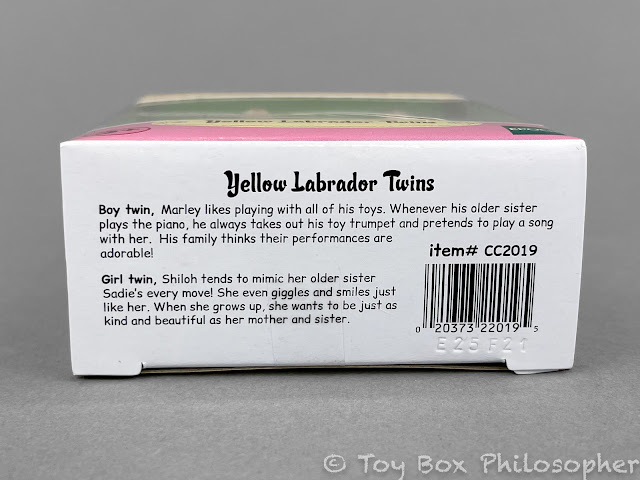 Yellow Labrador Twins
Yellow Labrador Twins
Boy twin, Marley likes playing with all of his toys. Whenever his older sister
plays the piano, he always takes out his toy trumpet and pretends to play a song
with her. His family thinks their performances are
adorable!
item# CC2019
Girl twin, Shiloh tends to mimic her older sister
Sadie's every move! She even giggles and smiles just
like her. When she grows up, she wants to be just as
kind and beautiful as her mother and sister.
0 20373 22019 5
E25F21
© Toy Box Philosopher